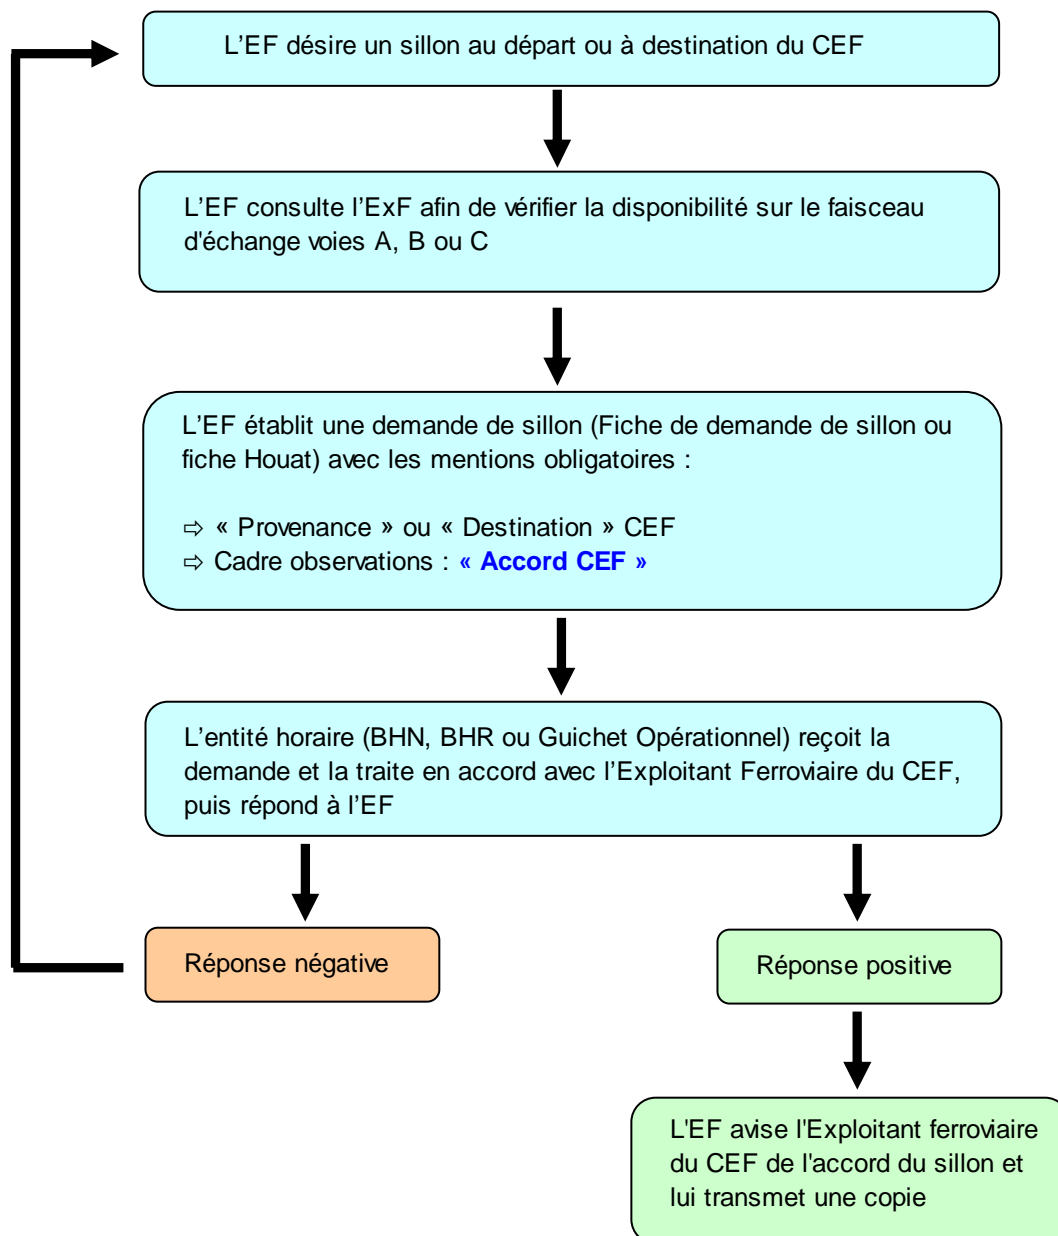 L'EF désire un sillon au départ ou à destination du CEF
L'EF consulte l'ExF afin de vérifier la disponibilité sur le faisceau
d'échange voies A, B ou C
L'EF établit une demande de sillon (Fiche de demande de sillon ou
fiche Houat) avec les mentions obligatoires :
⇨ « Provenance » ou « Destination » CEF
⇨ Cadre observations : « Accord CEF »
L'entité horaire (BHN, BHR ou Guichet Opérationnel) reçoit la
demande et la traite en accord avec l'Exploitant Ferroviaire du CEF,
puis répond à l'EF
Réponse négative
Réponse positive
L'EF avise l'Exploitant ferroviaire
du CEF de l'accord du sillon et
lui transmet une copie